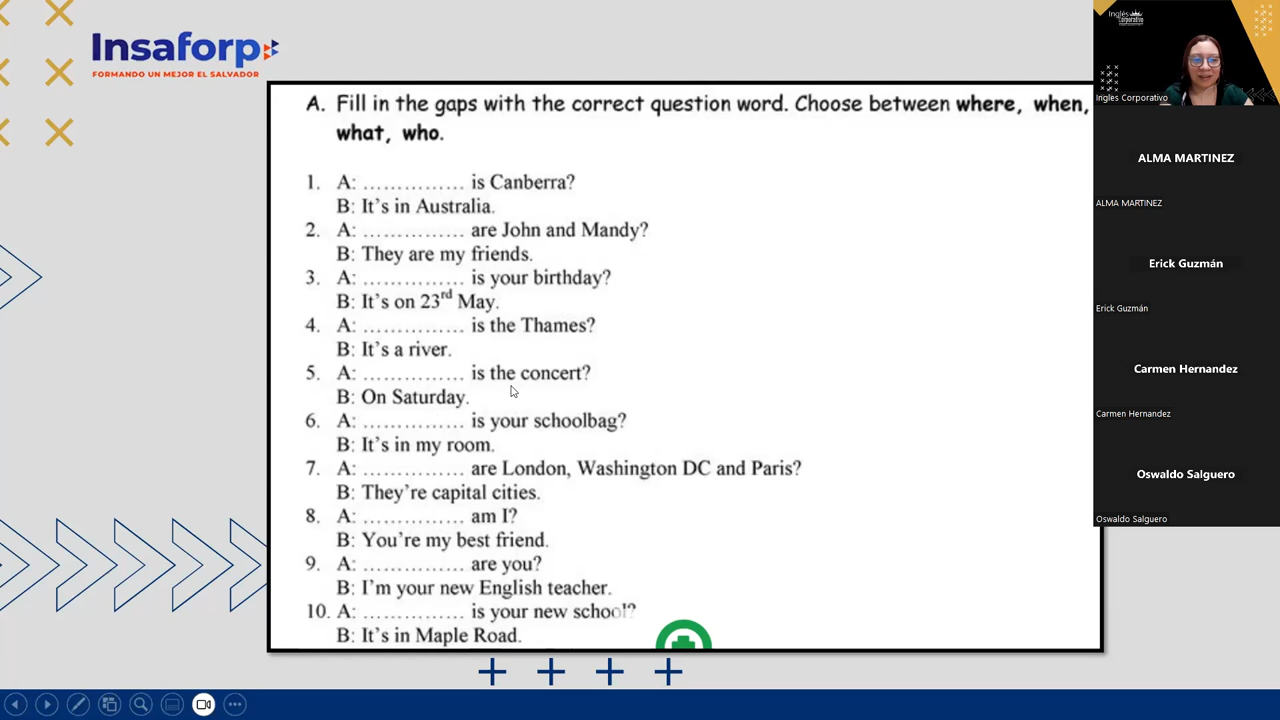 Insaforp
FORMANDO UN MEJOR EL SALVADOR
A. Fill in the gaps with the correct question word. Choose between where, when,
what, who.
1. A: …………… is Canberra?
B: It's in Australia.
2. A: …………… are John and Mandy?
B: They are my friends.
3. A: …………… is your birthday?
B: It's on 23rd May.
4. A: …………… is the Thames?
B: It's a river.
5. A: …………… is the concert?
B: On Saturday.
6. A: …………… is your schoolbag?
B: It's in my room.
7. A: …………… are London, Washington DC and Paris?
B: They're capital cities.
8. A: …………… am I?
B: You're my best friend.
9. A: …………… are you?
B: I'm your new English teacher.
10. A: …………… is your new school?
B: It's in Maple Road.
Inglés
Corporativo
Ingles Corporativo
ALMA MARTINEZ
ALMA MARTINEZ
Erick Guzmán
Erick Guzmán
Carmen Hernandez
Carmen Hernandez
Oswaldo Salguero
Oswaldo Salguero